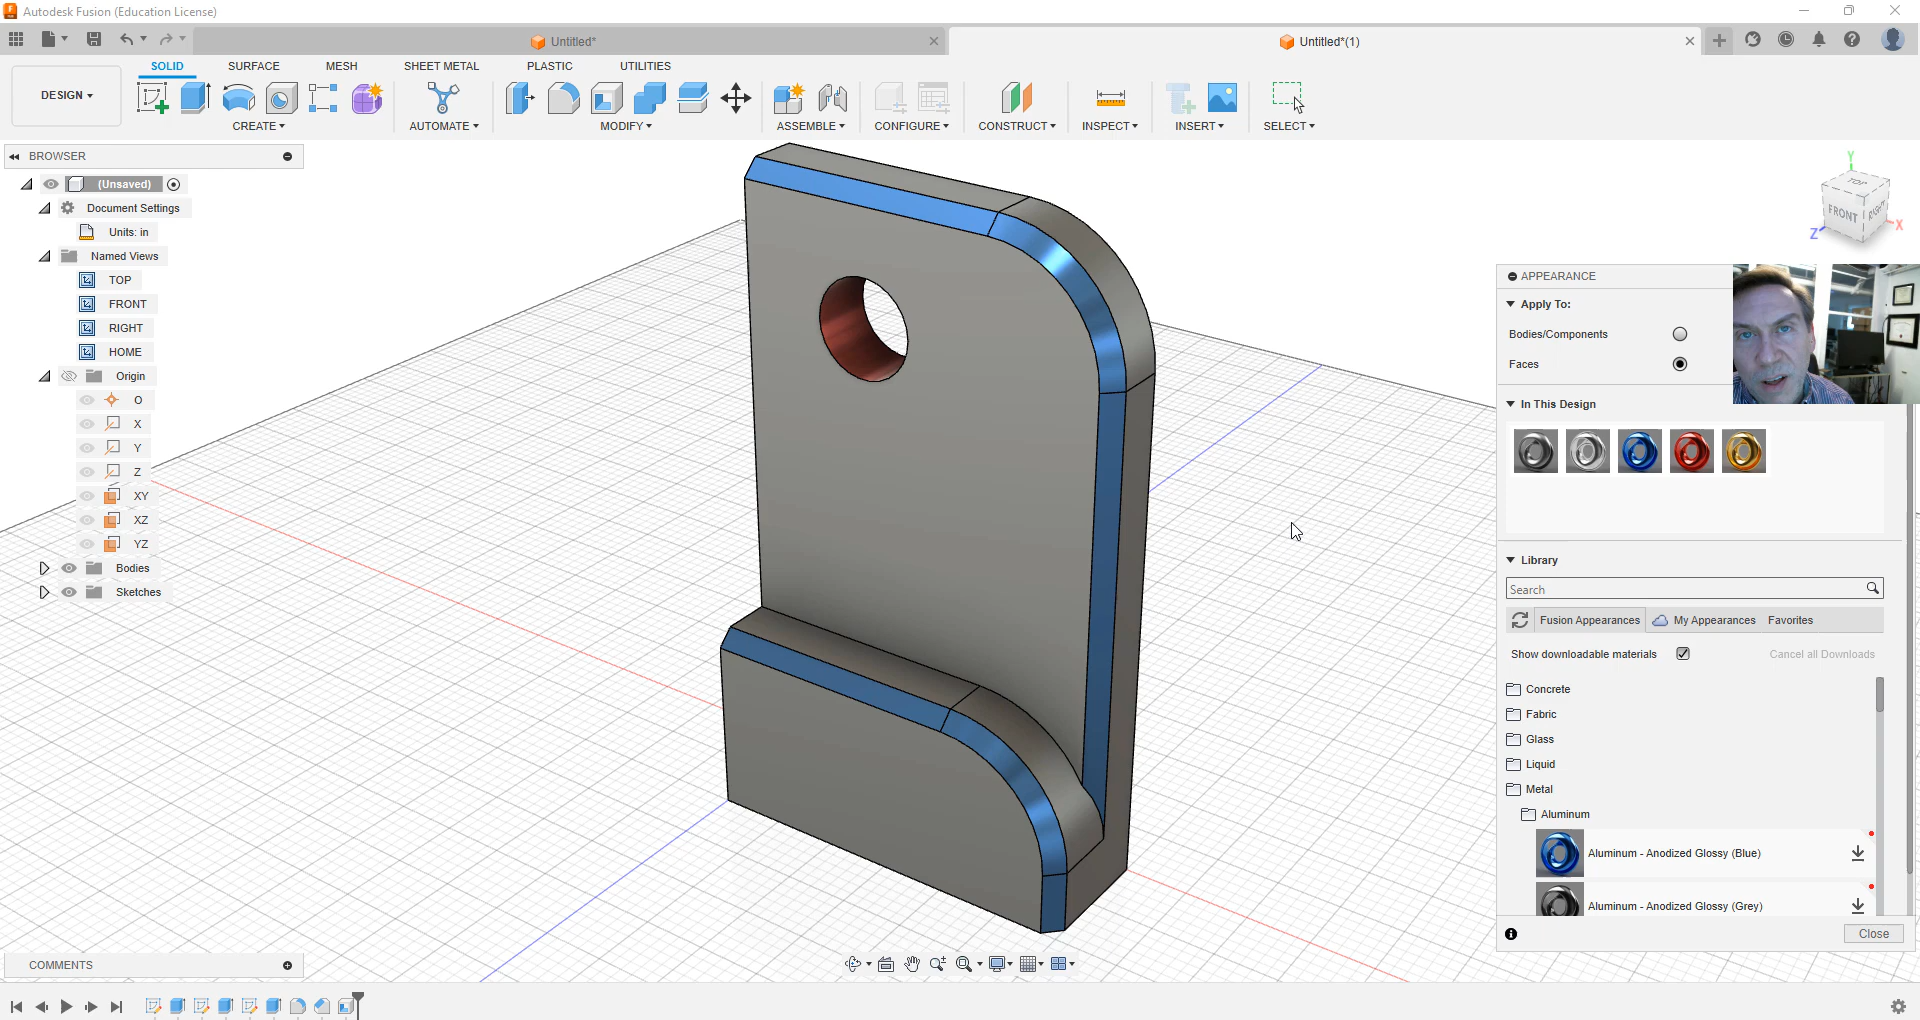 Autodesk Fusion (Education License)
Untitled*
Untitled*(1)
DESIGN
SOLID
SURFACE
MESH
SHEET METAL
PLASTIC
UTILITIES
CREATE
AUTOMATE
MODIFY
ASSEMBLE
CONFIGURE
CONSTRUCT
INSPECT
INSERT
SELECT
BROWSER
(Unsaved)
Document Settings
Units: in
Named Views
TOP
FRONT
RIGHT
HOME
Origin
O
X
Y
Z
XY
XZ
YZ
Bodies
Sketches
Y
TOP
FRONT
RIGHT
X
Z
APPEARANCE
Apply To:
Bodies/Components
Faces
In This Design
Library
Search
Fusion Appearances
My Appearances
Favorites
Show downloadable materials
Cancel all Downloads
Concrete
Fabric
Glass
Liquid
Metal
Aluminum
Aluminum - Anodized Glossy (Blue)
Aluminum - Anodized Glossy (Grey)
Close
COMMENTS